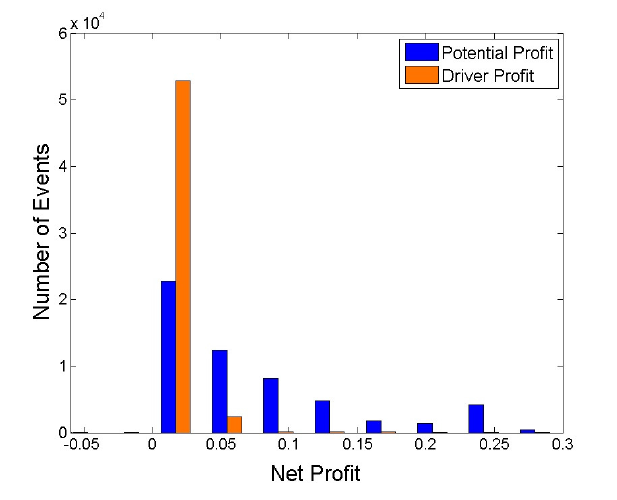 x 10^4
6
Potential Profit
Driver Profit
5
4
3
2
1
0
Number of Events
-0.05 0 0.05 0.1 0.15 0.2 0.25 0.3
Net Profit